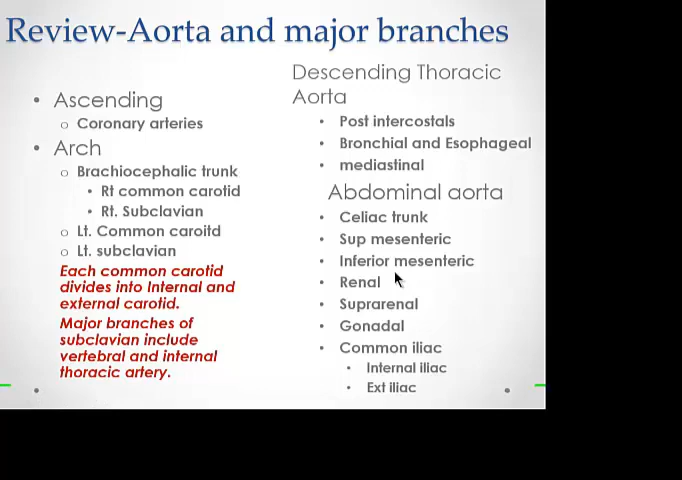 Review-Aorta and major branches
• Ascending
o Coronary arteries
• Arch
o Brachiocephalic trunk
• Rt common carotid
• Rt. Subclavian
o Lt. Common caroitd
o Lt. subclavian
Each common carotid
divides into Internal and
external carotid.
Major branches of
subclavian include
vertebral and internal
thoracic artery.
Descending Thoracic
Aorta
• Post intercostals
• Bronchial and Esophageal
• mediastinal
Abdominal aorta
• Celiac trunk
• Sup mesenteric
• Inferior mesenteric
• Renal
• Suprarenal
• Gonadal
• Common iliac
• Internal iliac
• Ext iliac